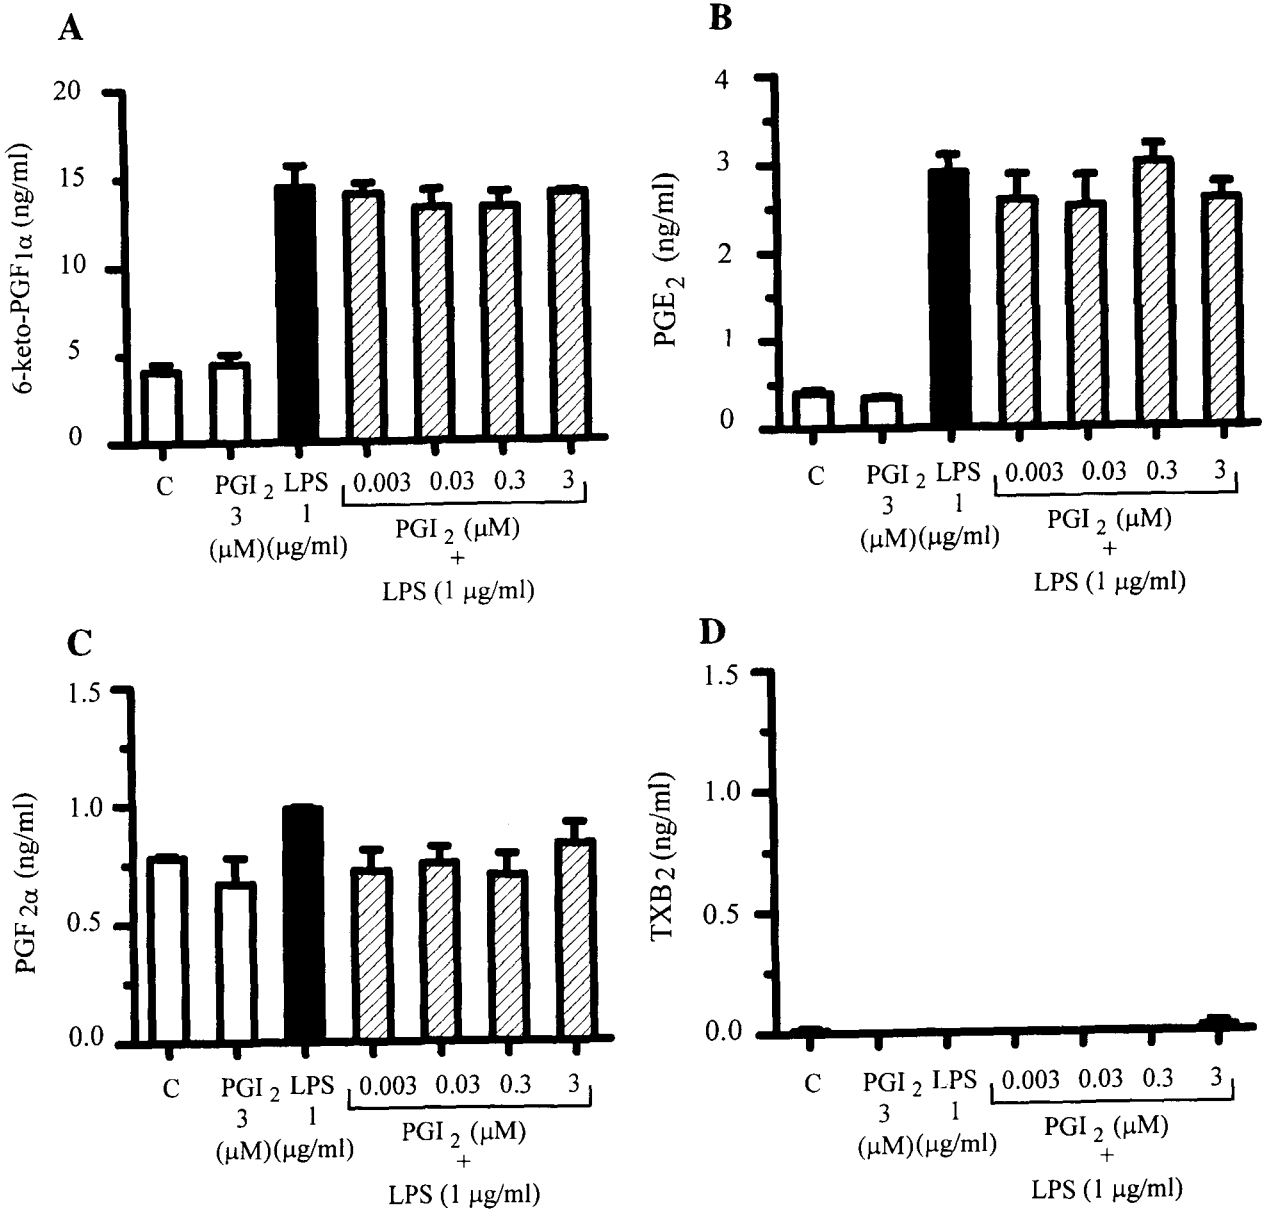 A
20
15
10
5
0
6-keto-PGF1α (ng/ml)
C PGI 2 LPS 0.003 0.03 0.3 3
3 1
(μM)(μg/ml)
PGI 2 (μM)
+
LPS (1 μg/ml)
B
4
3
2
1
0
PGE2 (ng/ml)
C PGI 2 LPS 0.003 0.03 0.3 3
3 1
(μM)(μg/ml)
PGI 2 (μM)
+
LPS (1 μg/ml)
C
1.5
1.0
0.5
0.0
PGF 2α (ng/ml)
C PGI 2 LPS 0.003 0.03 0.3 3
3 1
(μM)(μg/ml)
PGI 2 (μM)
+
LPS (1 μg/ml)
D
1.5
1.0
0.5
0.0
TXB2 (ng/ml)
C PGI 2 LPS 0.003 0.03 0.3 3
3 1
(μM)(μg/ml)
PGI 2 (μM)
+
LPS (1 μg/ml)